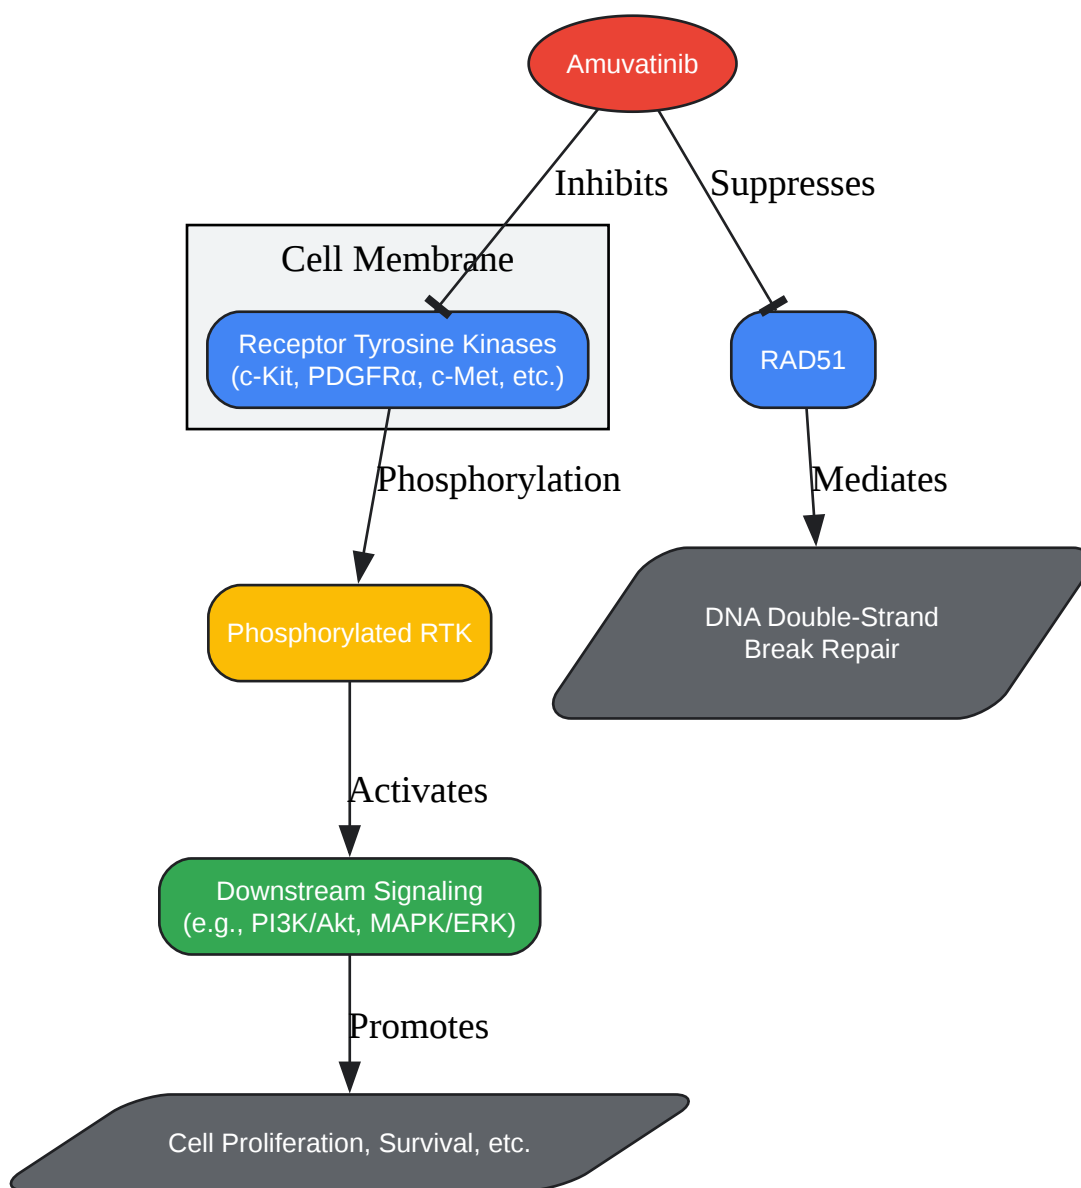 Amuvatinib
Inhibits
Suppresses
Cell Membrane
Receptor Tyrosine Kinases
(c-Kit, PDGFRα, c-Met, etc.)
RAD51
Phosphorylation
Mediates
Phosphorylated RTK
DNA Double-Strand
Break Repair
Activates
Downstream Signaling
(e.g., PI3K/Akt, MAPK/ERK)
Promotes
Cell Proliferation, Survival, etc.